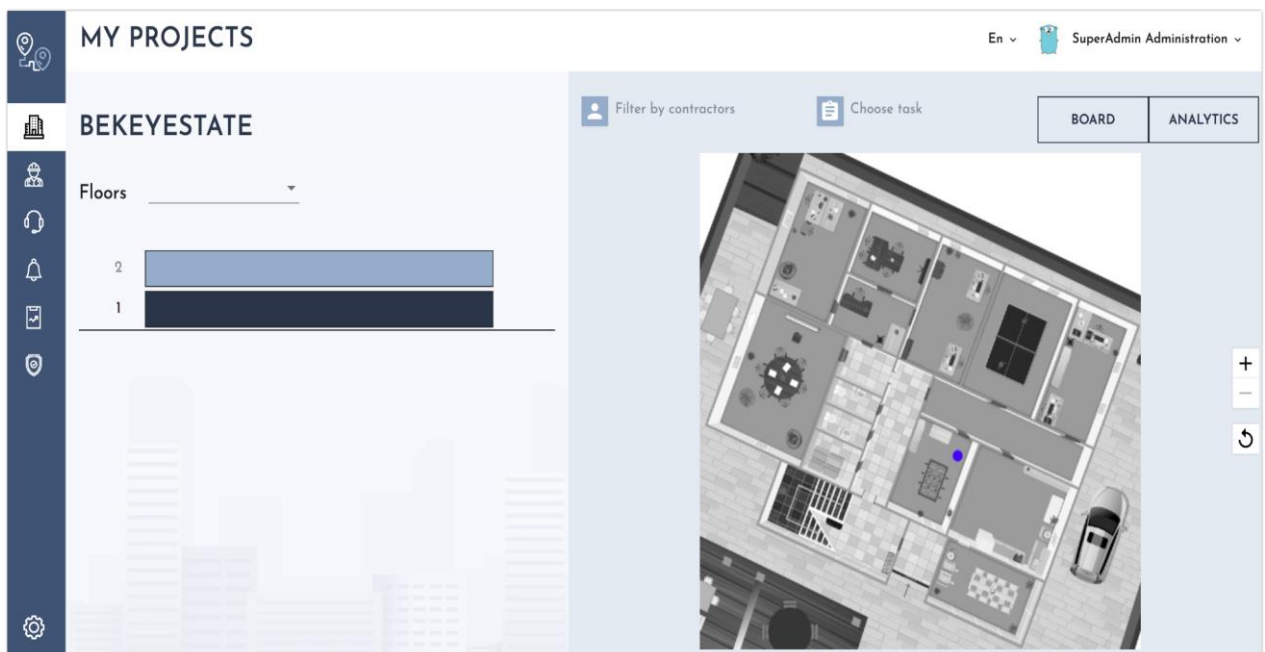 MY PROJECTS
En
SuperAdmin Administration
BEKEYESTATE
Filter by contractors
Choose task
BOARD
ANALYTICS
Floors
2
1